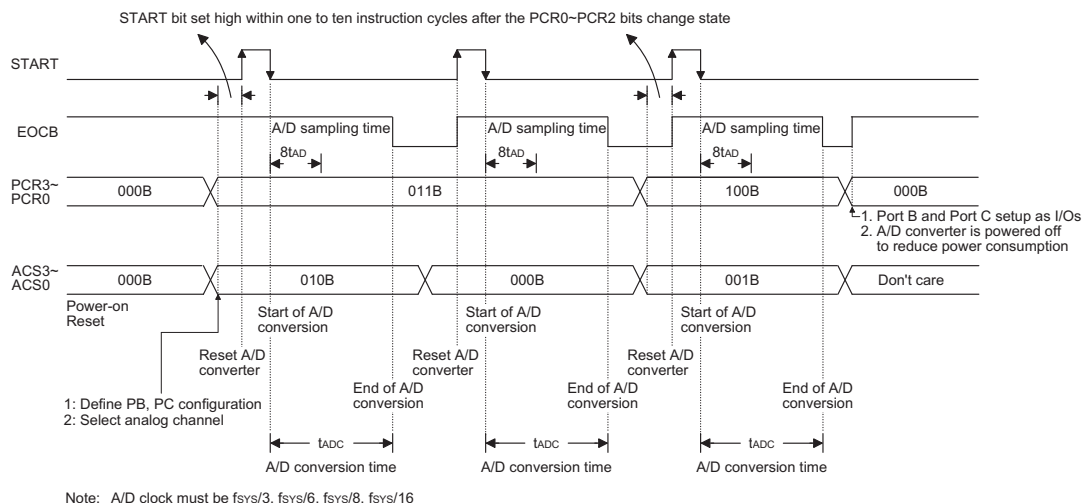 START bit set high within one to ten instruction cycles after the PCR0~PCR2 bits change state
START
EOCB
A/D sampling time
A/D sampling time
A/D sampling time
8tAD
8tAD
8tAD
PCR3~
PCR0
000B
011B
100B
000B
1. Port B and Port C setup as I/Os
2. A/D converter is powered off
to reduce power consumption
ACS3~
ACS0
000B
010B
000B
001B
Don't care
Power-on
Reset
Start of A/D
conversion
Start of A/D
conversion
Start of A/D
conversion
Reset A/D
converter
Reset A/D
converter
Reset A/D
converter
End of A/D
conversion
End of A/D
conversion
End of A/D
conversion
1: Define PB, PC configuration
2: Select analog channel
tADC
tADC
tADC
A/D conversion time
A/D conversion time
A/D conversion time
Note: A/D clock must be fSYS/3, fSYS/6, fSYS/8, fSYS/16